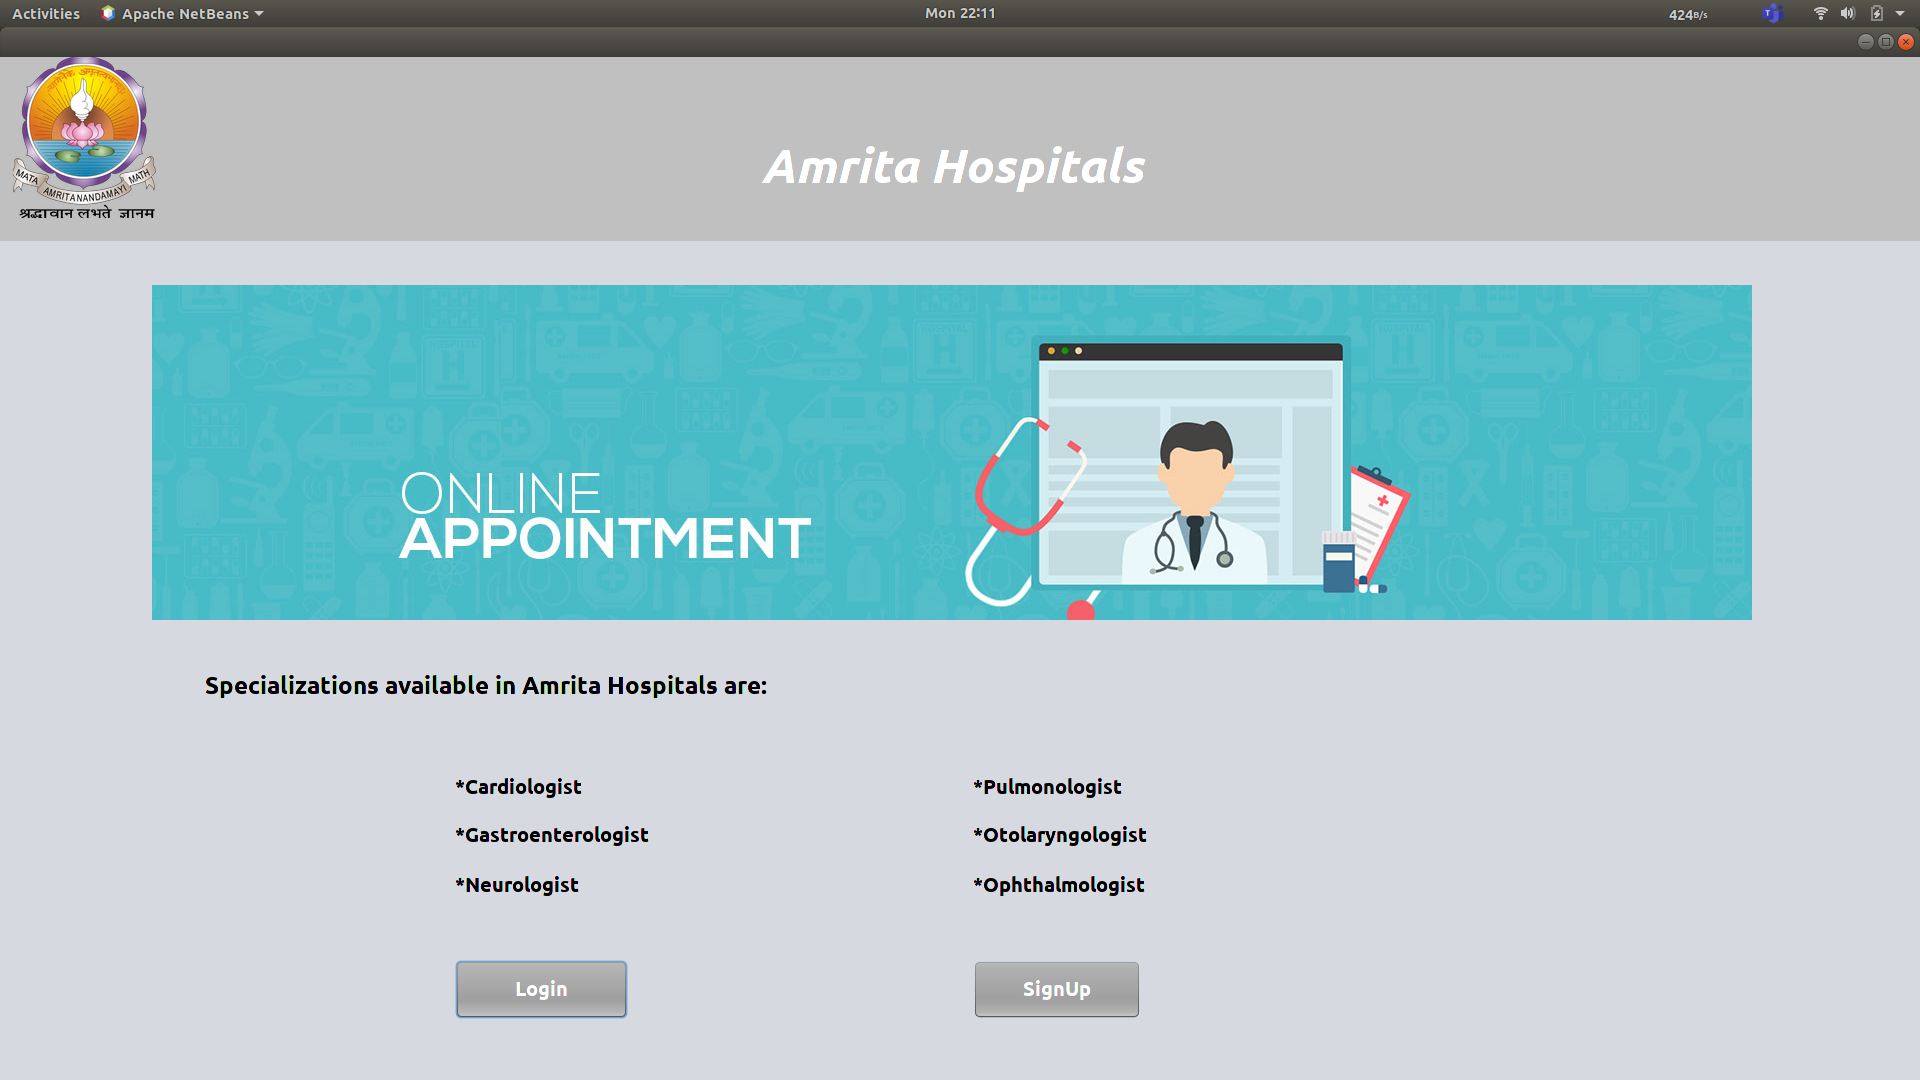 Activities Apache NetBeans Mon 22:11 424B/s
T
MATA AMRITANANDAMAYI MATH
श्रद्धावान लभते ज्ञानम
Amrita Hospitals
ONLINE
APPOINTMENT
Specializations available in Amrita Hospitals are:
*Cardiologist *Pulmonologist
*Gastroenterologist *Otolaryngologist
*Neurologist *Ophthalmologist
Login SignUp